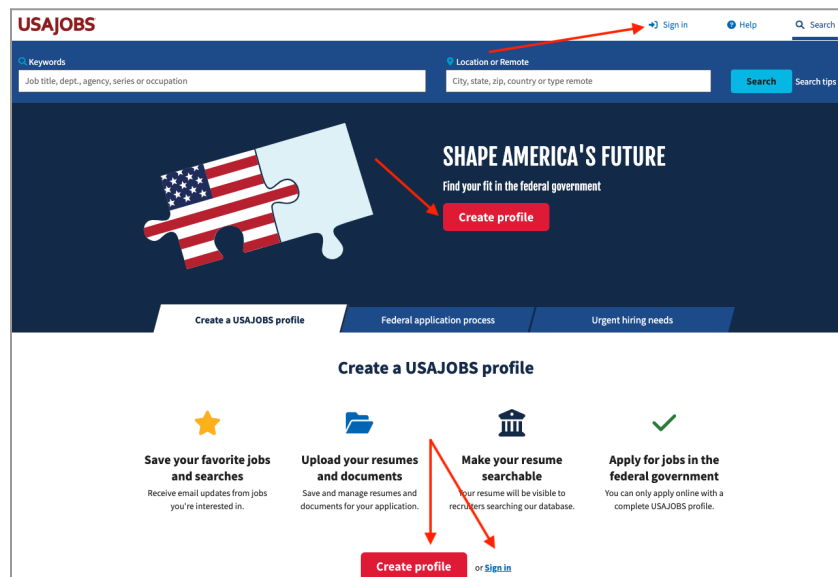 USAJOBS
Sign in
Help
Search
Keywords
Location or Remote
Job title, dept., agency, series or occupation
City, state, zip, country or type remote
Search
Search tips
SHAPE AMERICA'S FUTURE
Find your fit in the federal government
Create profile
Create a USAJOBS profile
Federal application process
Urgent hiring needs
Create a USAJOBS profile
Save your favorite jobs
and searches
Receive email updates from jobs
you're interested in.
Upload your resumes
and documents
Save and manage resumes and
documents for your application.
Make your resume
searchable
Your resume will be visible to
recruiters searching our database.
Apply for jobs in the
federal government
You can only apply online with a
complete USAJOBS profile.
Create profile
or Sign in